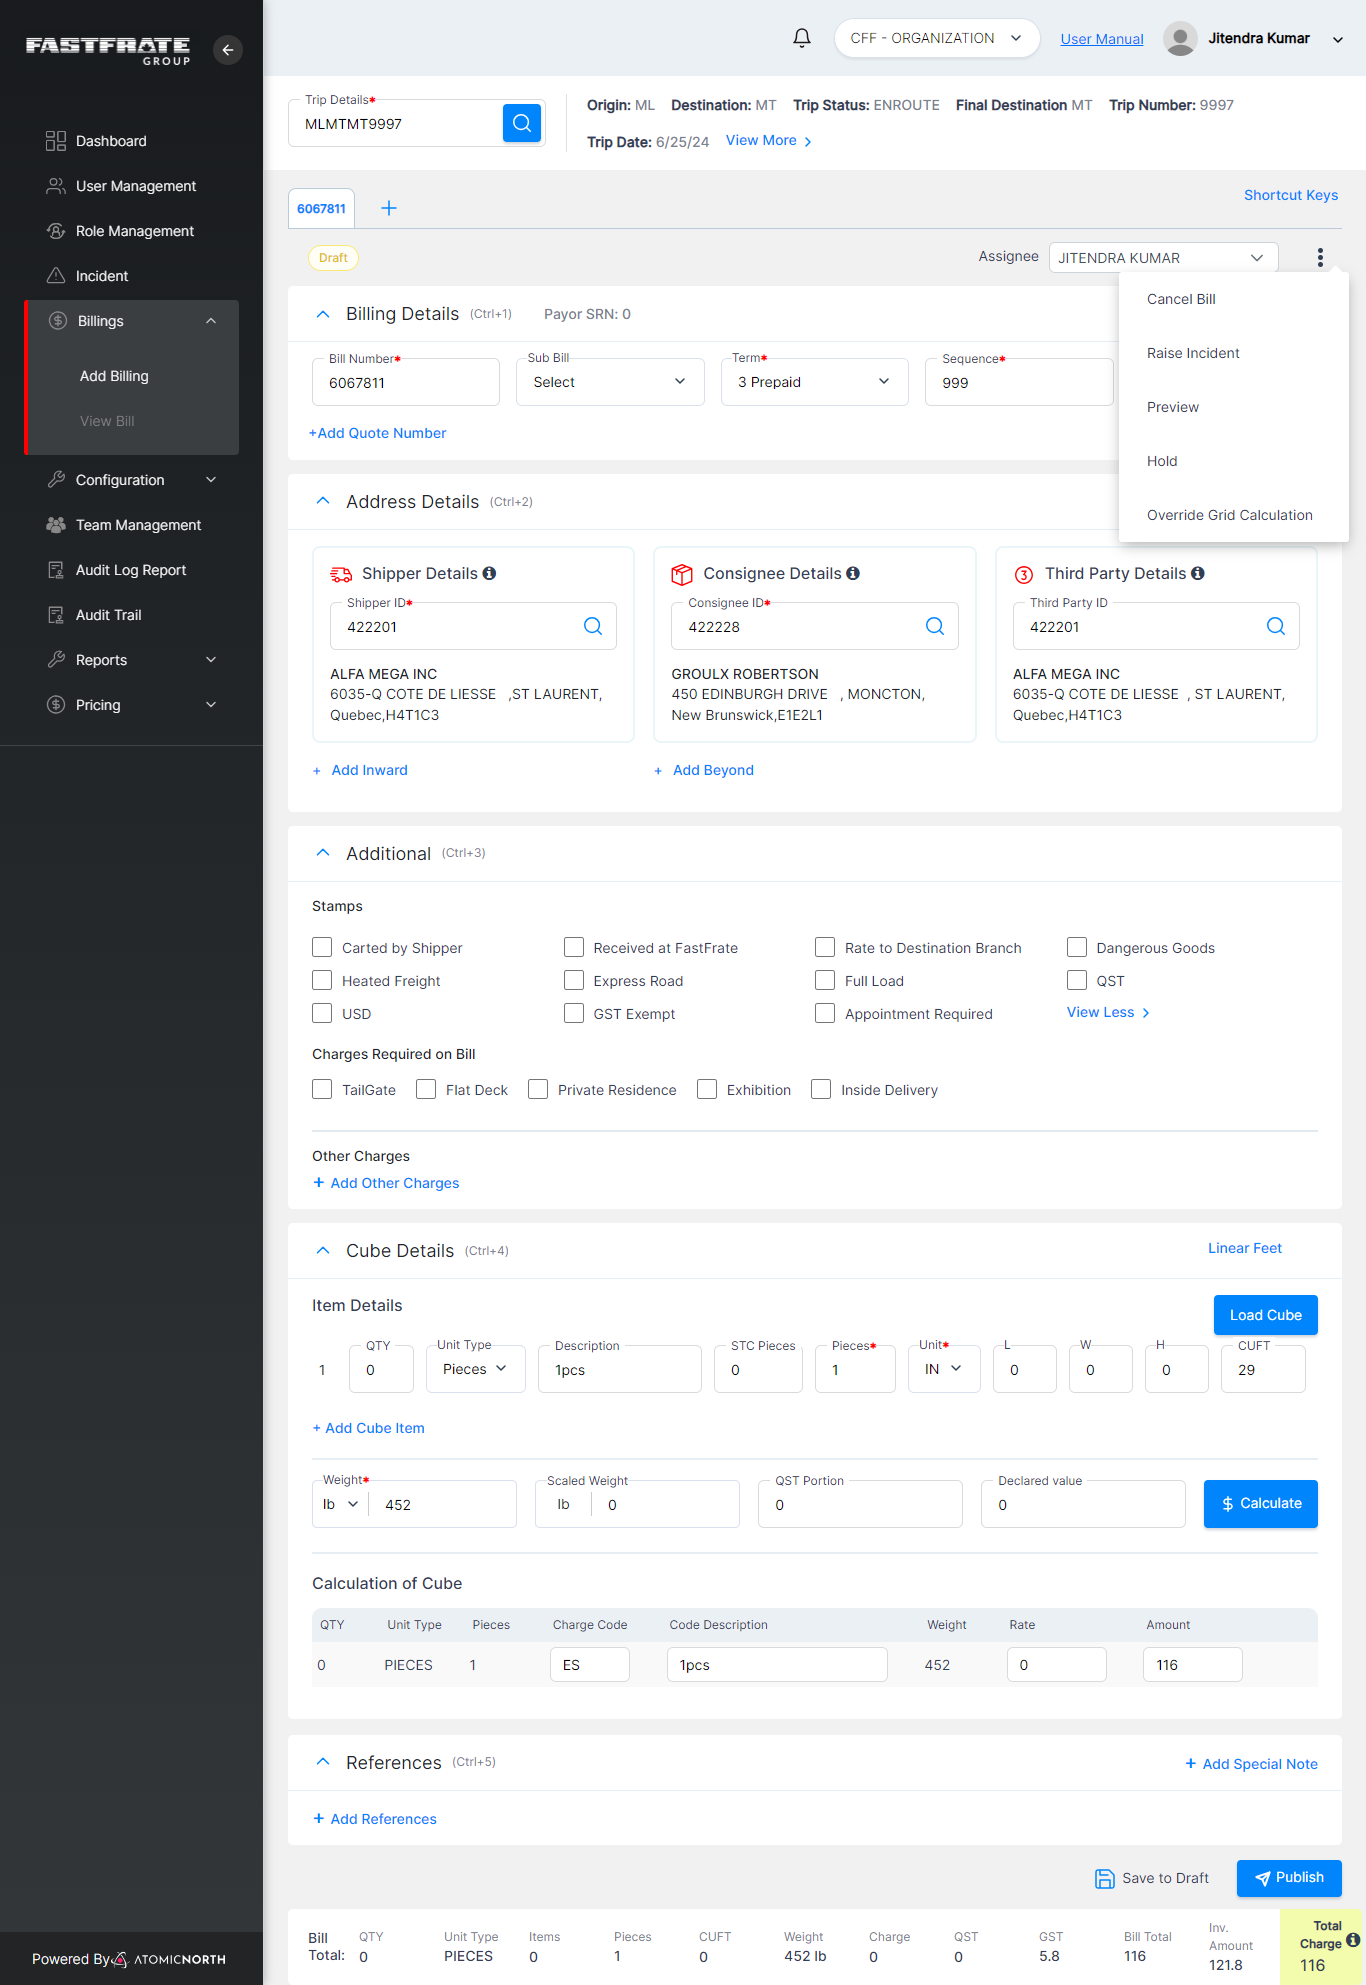 FASTFRATE
GROUP
Dashboard
User Management
Role Management
Incident
Billings
Add Billing
View Bill
Configuration
Team Management
Audit Log Report
Audit Trail
Reports
Pricing
Powered By ATOMICNORTH
CFF - ORGANIZATION User Manual Jitendra Kumar
Trip Details*
MLMTMT9997
Origin: ML Destination: MT Trip Status: ENROUTE Final Destination MT Trip Number: 9997
Trip Date: 6/25/24 View More >
6067811 +
Shortcut Keys
Draft
Assignee JITENDRA KUMAR
Cancel Bill
Raise Incident
Preview
Hold
Override Grid Calculation
Billing Details (Ctrl+1) Payor SRN: 0
Bill Number* Sub Bill Term* Sequence*
6067811 Select 3 Prepaid 999
+Add Quote Number
Address Details (Ctrl+2)
Shipper Details
Shipper ID*
422201
ALFA MEGA INC
6035-Q COTE DE LIESSE ,ST LAURENT,
Quebec,H4T1C3
+ Add Inward
Consignee Details
Consignee ID*
422228
GROULX ROBERTSON
450 EDINBURGH DRIVE , MONCTON,
New Brunswick,E1E2L1
+ Add Beyond
3 Third Party Details
Third Party ID
422201
ALFA MEGA INC
6035-Q COTE DE LIESSE , ST LAURENT,
Quebec,H4T1C3
Additional (Ctrl+3)
Stamps
Carted by Shipper Received at FastFrate Rate to Destination Branch Dangerous Goods
Heated Freight Express Road Full Load QST
USD GST Exempt Appointment Required View Less >
Charges Required on Bill
TailGate Flat Deck Private Residence Exhibition Inside Delivery
Other Charges
+ Add Other Charges
Cube Details (Ctrl+4) Linear Feet
Item Details
Load Cube
QTY Unit Type Description STC Pieces Pieces* Unit* L W H CUFT
1 0 Pieces 1pcs 0 1 IN 0 0 0 29
+ Add Cube Item
Weight* Scaled Weight QST Portion Declared value
lb 452 lb 0 0 0 $ Calculate
Calculation of Cube
QTY Unit Type Pieces Charge Code Code Description Weight Rate Amount
0 PIECES 1 ES 1pcs 452 0 116
References (Ctrl+5) + Add Special Note
+ Add References
Save to Draft Publish
Bill Total:
QTY Unit Type Items Pieces CUFT Weight Charge QST GST Bill Total Inv. Amount Total Charge
0 PIECES 0 1 0 452 lb 0 0 5.8 116 121.8 116